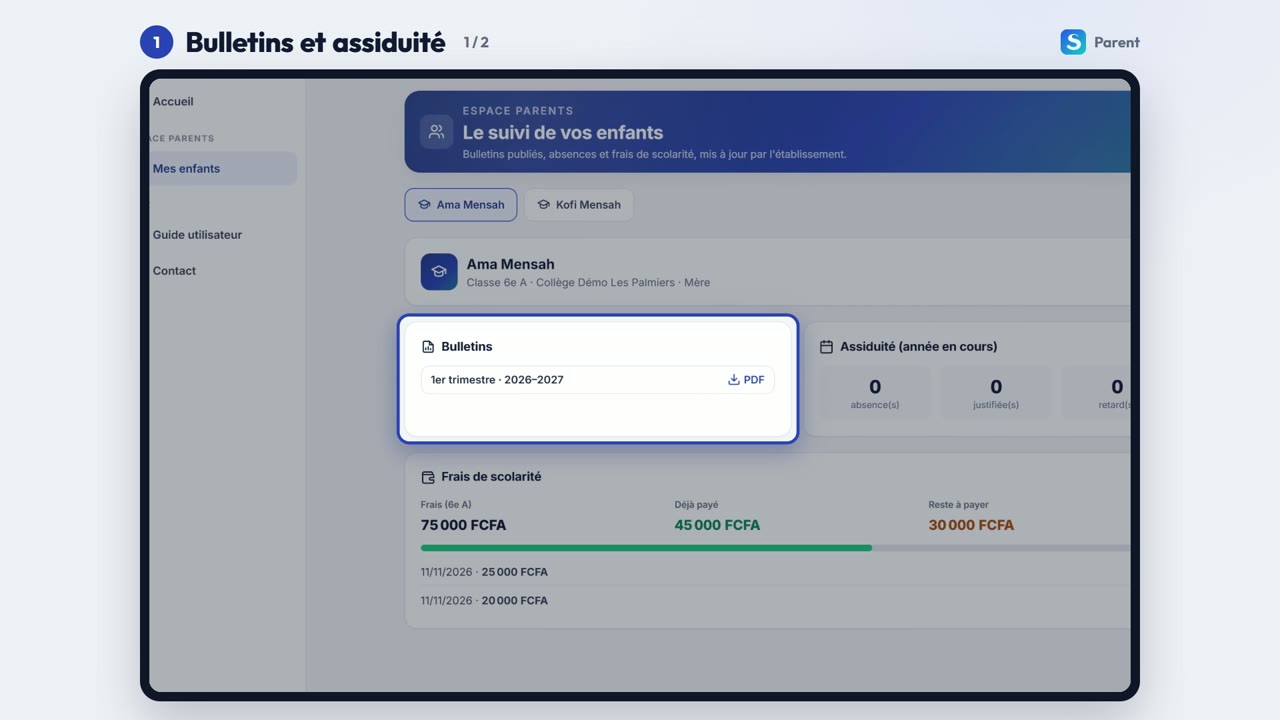 1 Bulletins et assiduité 1 / 2
S Parent
Accueil
ACE PARENTS
Mes enfants
Guide utilisateur
Contact
ESPACE PARENTS
Le suivi de vos enfants
Bulletins publiés, absences et frais de scolarité, mis à jour par l'établissement.
Ama Mensah
Kofi Mensah
Ama Mensah
Classe 6e A · Collège Démo Les Palmiers · Mère
Bulletins
1er trimestre · 2026–2027 PDF
Assiduité (année en cours)
0 0 0
absence(s) justifiée(s) retard(s
Frais de scolarité
Frais (6e A) Déjà payé Reste à payer
75 000 FCFA 45 000 FCFA 30 000 FCFA
11/11/2026 · 25 000 FCFA
11/11/2026 · 20 000 FCFA